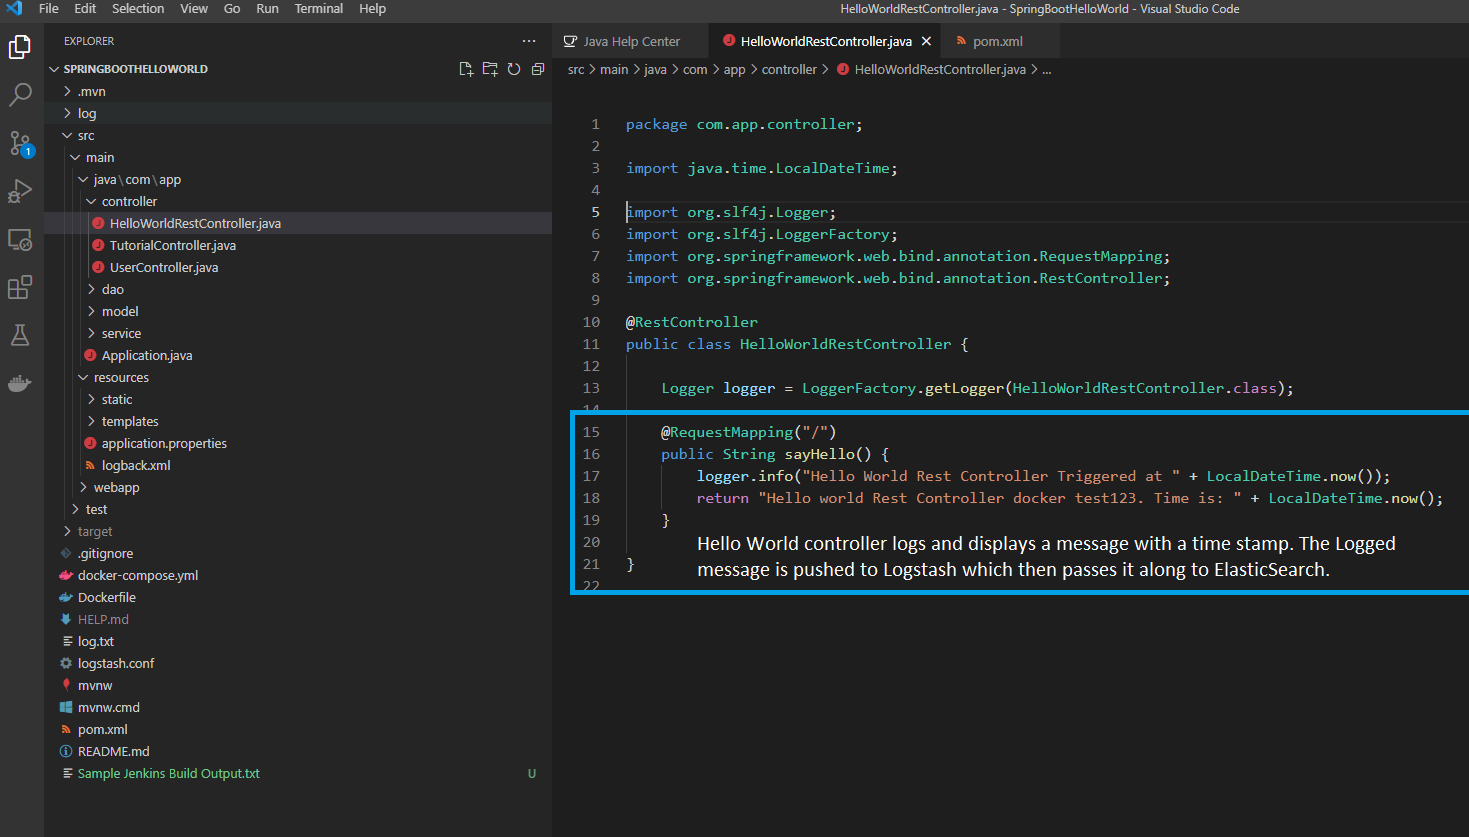 File Edit Selection View Go Run Terminal Help
HelloWorldRestController.java - SpringBootHelloWorld - Visual Studio Code
EXPLORER
SPRINGBOOTHELLOWORLD
.mvn
log
src
main
java\com\app
controller
HelloWorldRestController.java
TutorialController.java
UserController.java
dao
model
service
Application.java
resources
static
templates
application.properties
logback.xml
webapp
test
target
.gitignore
docker-compose.yml
Dockerfile
HELP.md
log.txt
logstash.conf
mvnw
mvnw.cmd
pom.xml
README.md
Sample Jenkins Build Output.txt U
1
Java Help Center HelloWorldRestController.java pom.xml
src > main > java > com > app > controller > HelloWorldRestController.java > ...
1 package com.app.controller;
2
3 import java.time.LocalDateTime;
4
5 import org.slf4j.Logger;
6 import org.slf4j.LoggerFactory;
7 import org.springframework.web.bind.annotation.RequestMapping;
8 import org.springframework.web.bind.annotation.RestController;
9
10 @RestController
11 public class HelloWorldRestController {
12
13 Logger logger = LoggerFactory.getLogger(HelloWorldRestController.class);
14
15 @RequestMapping("/")
16 public String sayHello() {
17 logger.info("Hello World Rest Controller Triggered at " + LocalDateTime.now());
18 return "Hello world Rest Controller docker test123. Time is: " + LocalDateTime.now();
19 }
20
21 }
22
Hello World controller logs and displays a message with a time stamp. The Logged
message is pushed to Logstash which then passes it along to ElasticSearch.